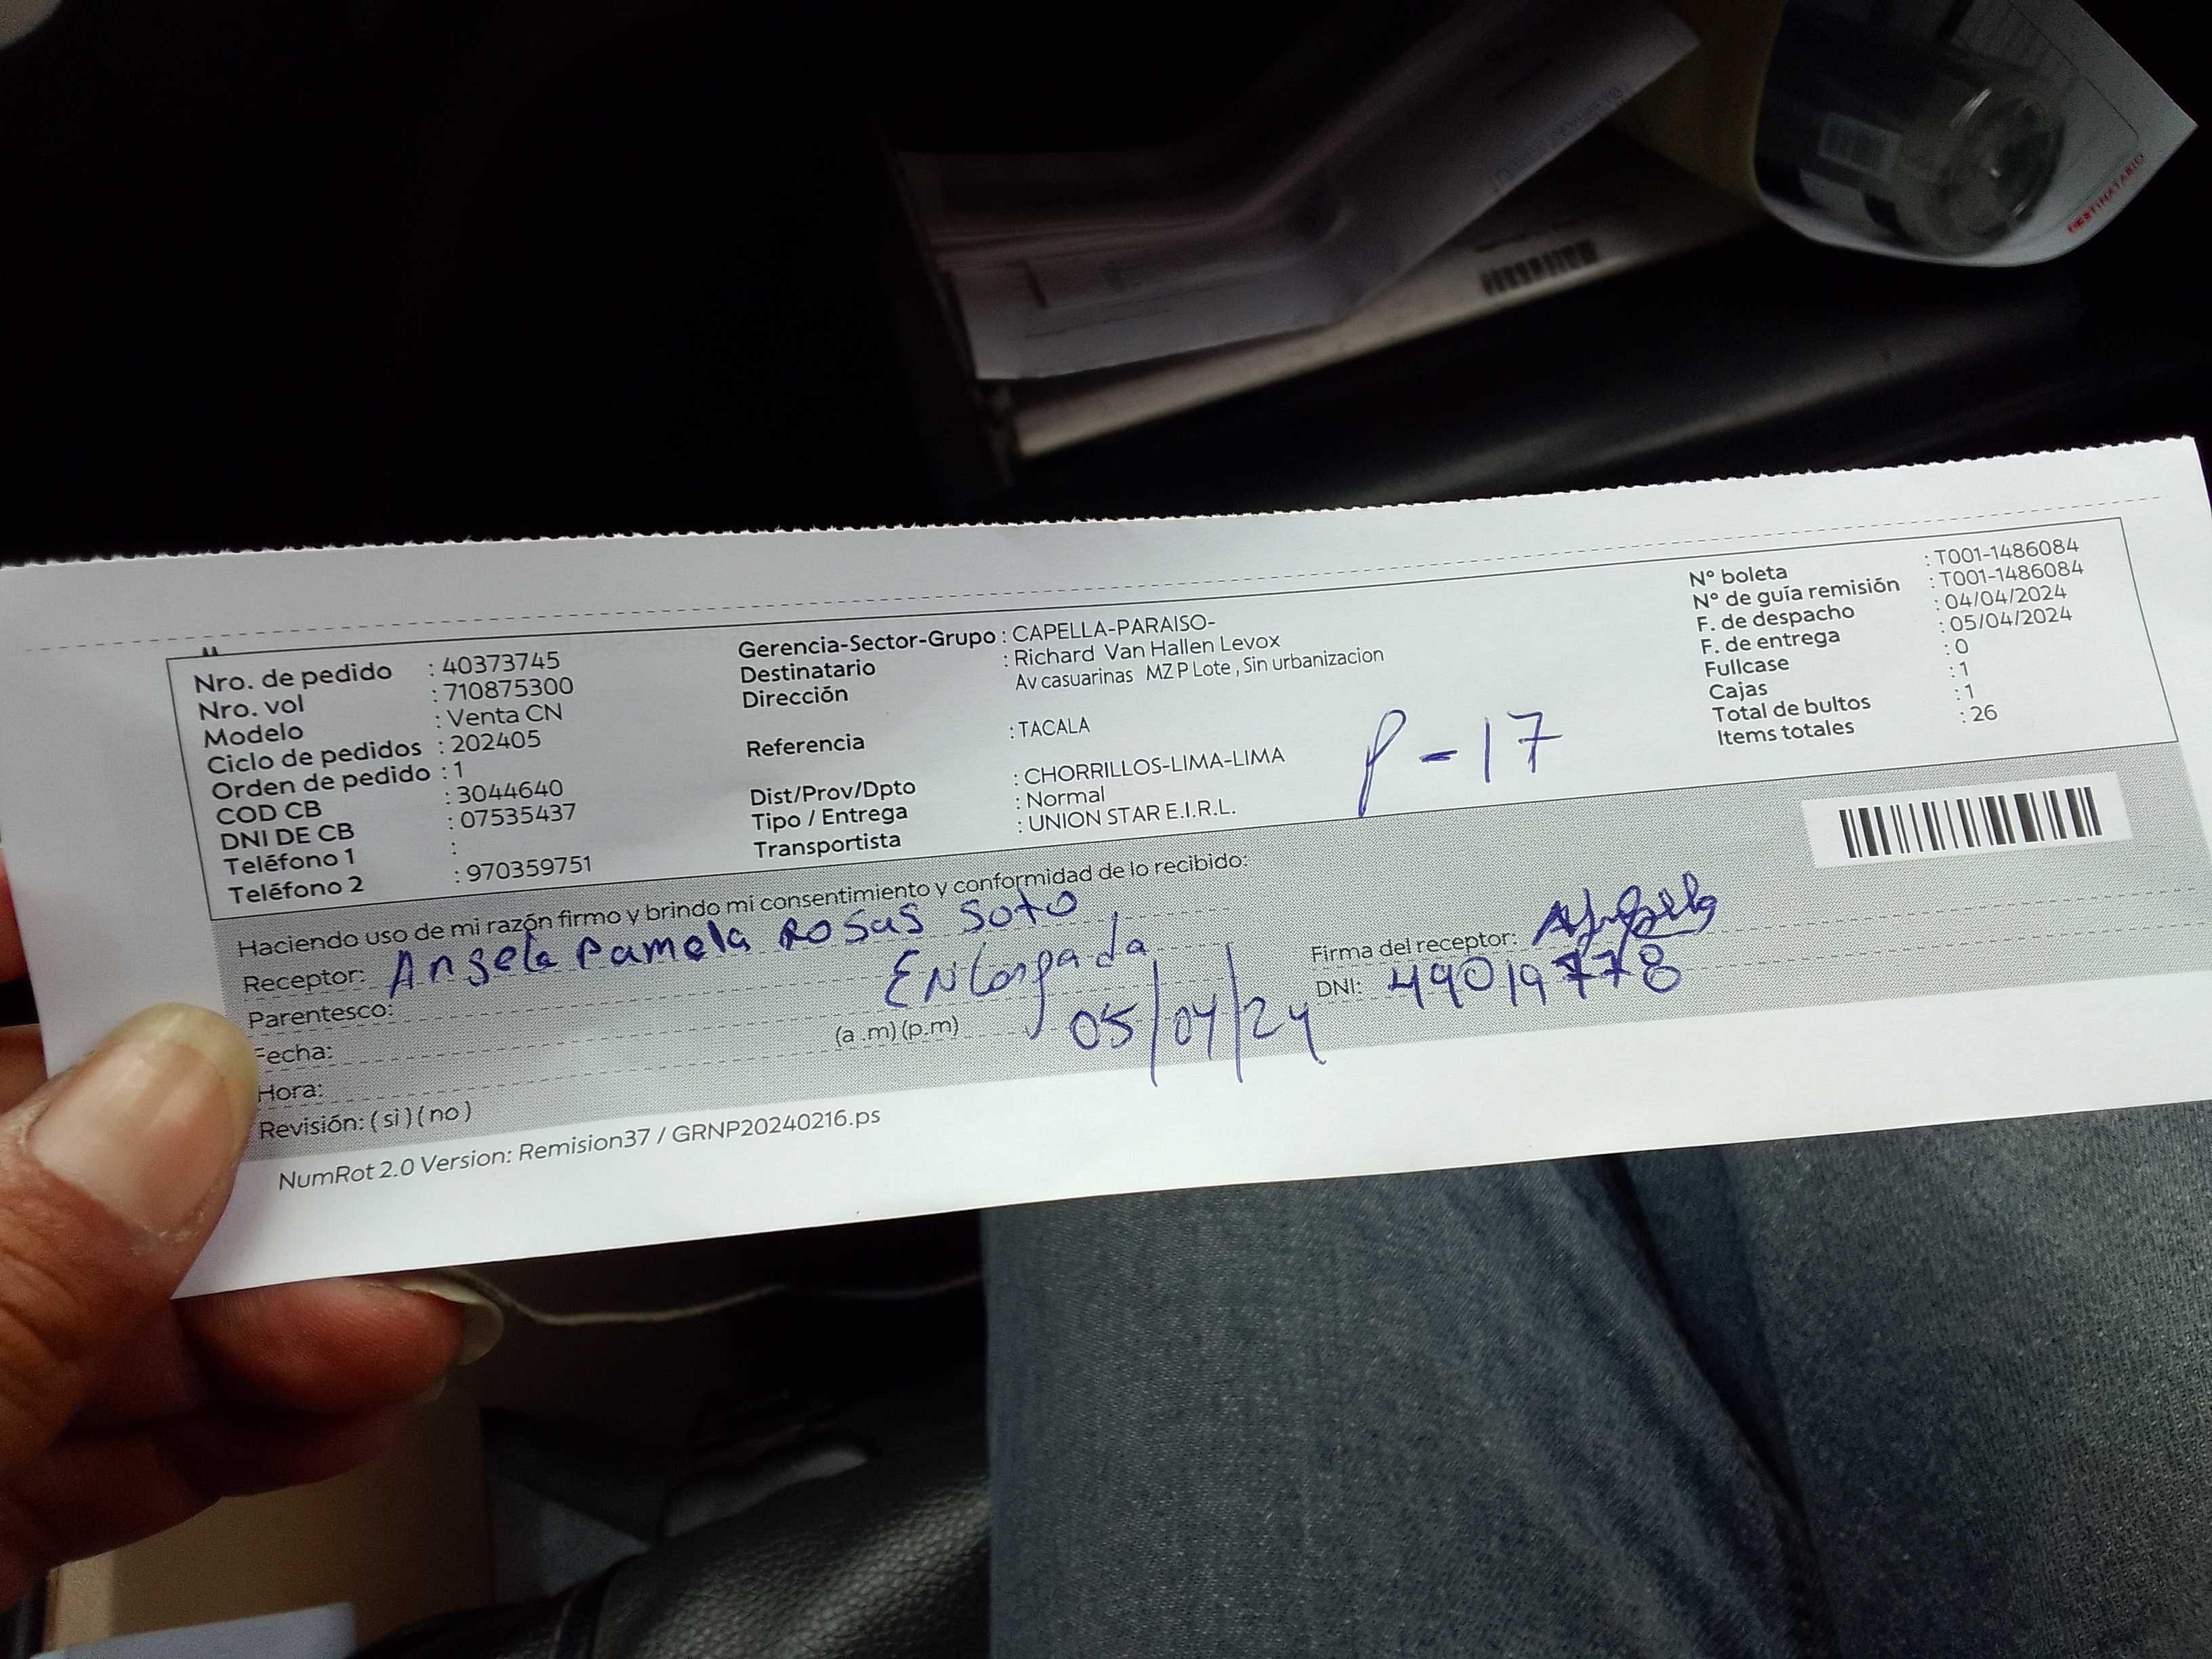 Nro. de pedido : 40373745
Nro. vol : 710875300
Modelo : Venta CN
Ciclo de pedidos : 202405
Orden de pedido : 1
COD CB : 3044640
DNI DE CB : 07535437
Teléfono 1 :
Teléfono 2 : 970359751
Gerencia-Sector-Grupo : CAPELLA-PARAISO-
Destinatario : Richard Van Hallen Levox
Dirección Av casuarinas MZ P Lote , Sin urbanizacion
Referencia : TACALA
Dist/Prov/Dpto : CHORRILLOS-LIMA-LIMA
Tipo / Entrega : Normal
Transportista : UNION STAR E.I.R.L.
P-17
N° boleta : T001-1486084
N° de guía remisión : T001-1486084
F. de despacho : 04/04/2024
F. de entrega : 05/04/2024
Fullcase : 0
Cajas : 1
Total de bultos : 1
Items totales : 26
Haciendo uso de mi razón firmo y brindo mi consentimiento y conformidad de lo recibido:
Receptor: Angela Pamela Rosas Soto
Parentesco: Encargada
Fecha: 05/04/24
Hora: (a .m) (p.m)
Revisión: ( si ) ( no )
Firma del receptor:
DNI: 49019778
NumRot 2.0 Version: Remision37 / GRNP20240216.ps
DESTINATARIO